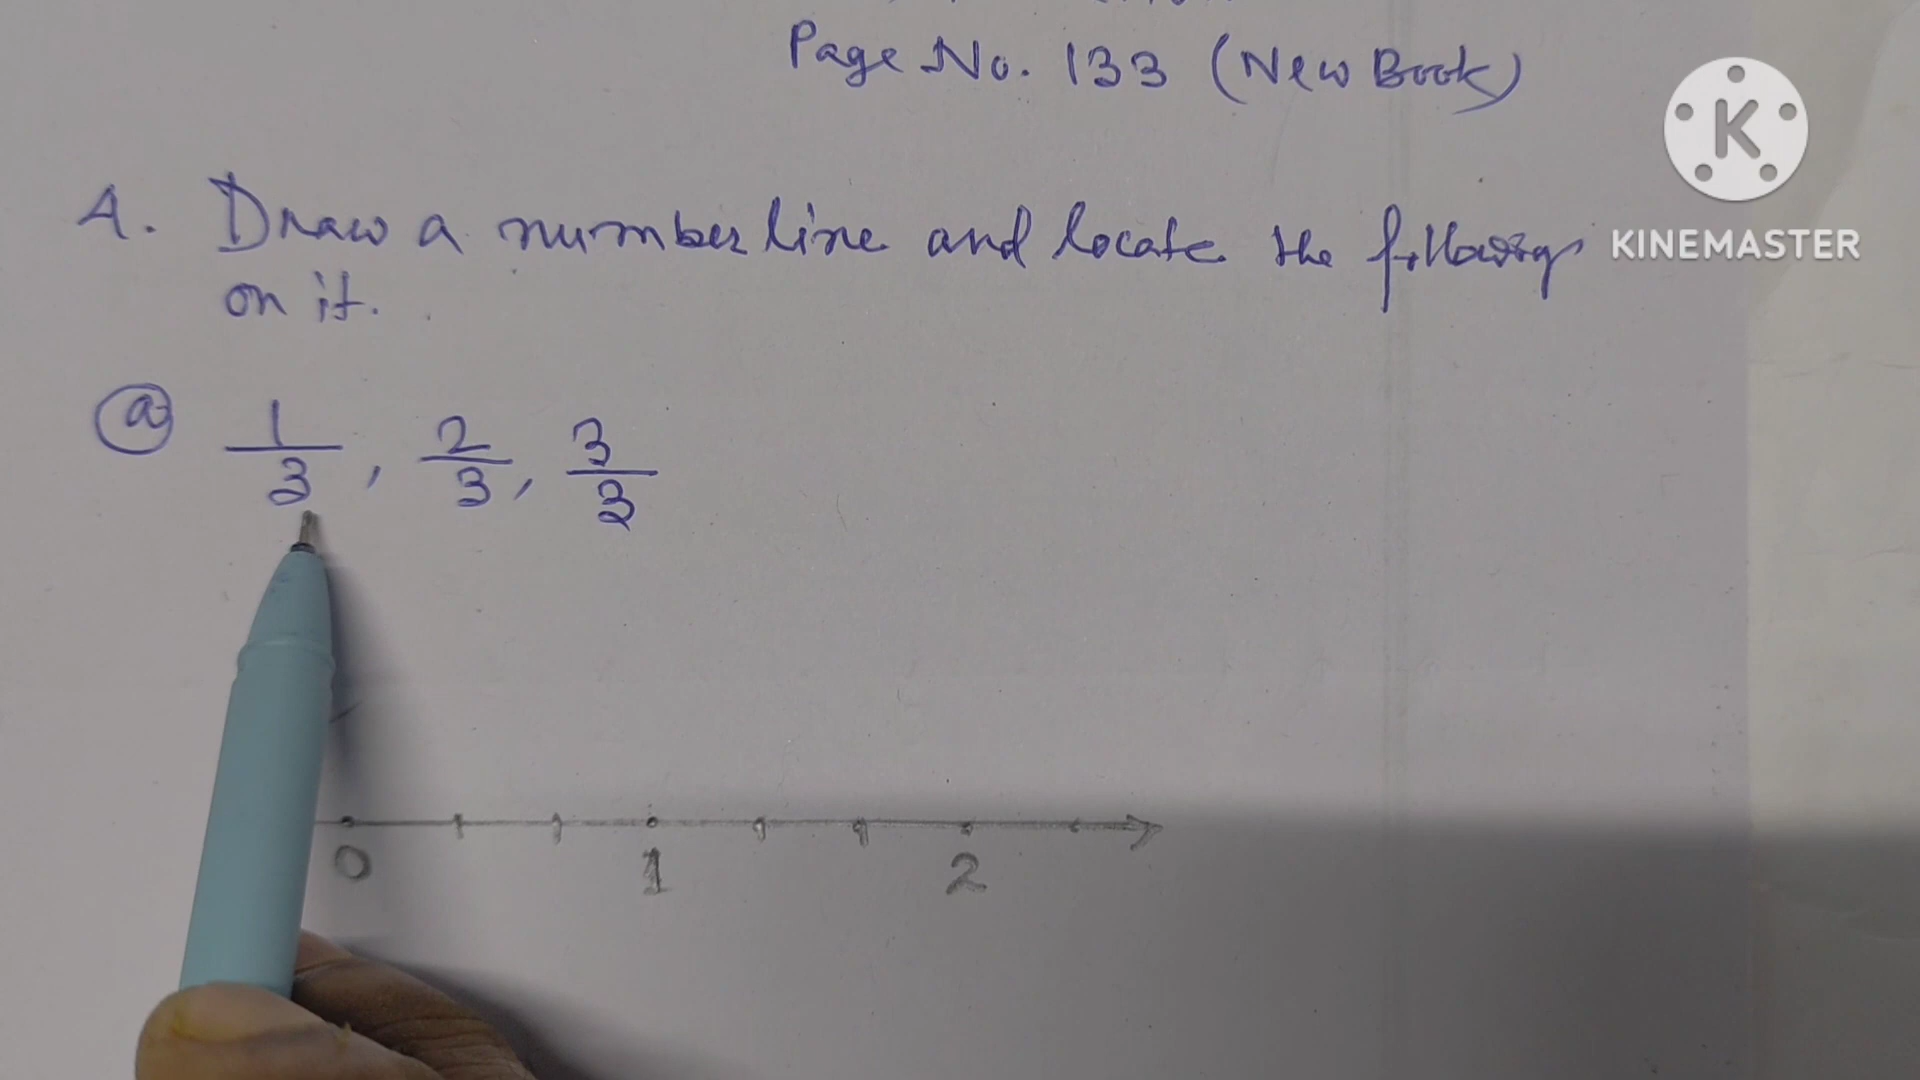 Page No. 133 (New Book)
K
KINEMASTER
4. Draw a number line and locate the following
on it.
(a) 1/3, 2/3, 3/3
0 1 2